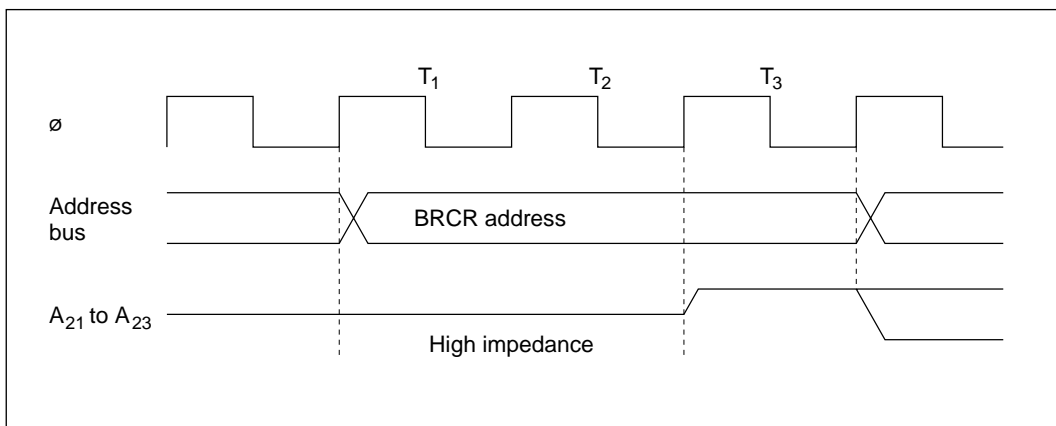 T1 T2 T3
ø
Address
bus
BRCR address
A21 to A23
High impedance